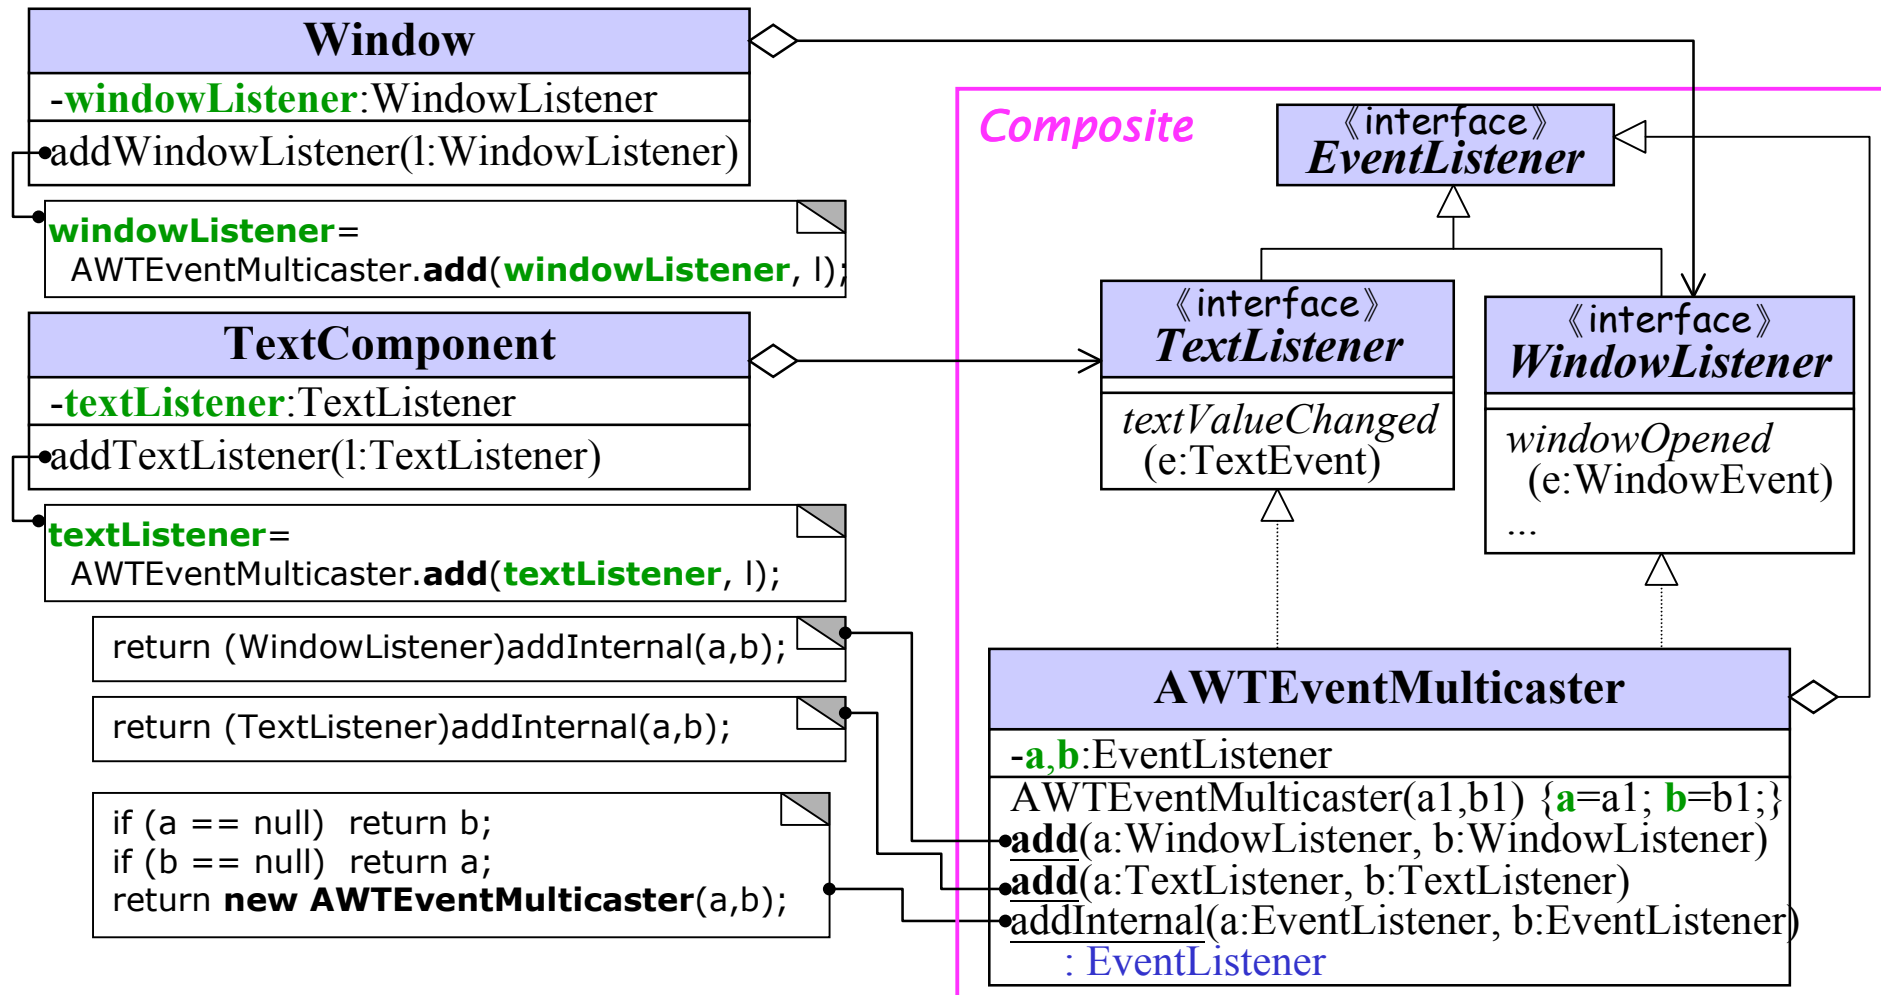 Window
-windowListener:WindowListener
addWindowListener(l:WindowListener)
windowListener=
AWTEventMulticaster.add(windowListener, l);
TextComponent
-textListener:TextListener
addTextListener(l:TextListener)
textListener=
AWTEventMulticaster.add(textListener, l);
return (WindowListener)addInternal(a,b);
return (TextListener)addInternal(a,b);
if (a == null)  return b;
if (b == null)  return a;
return new AWTEventMulticaster(a,b);
Composite
《interface》
EventListener
《interface》
TextListener
textValueChanged
(e:TextEvent)
《interface》
WindowListener
windowOpened
(e:WindowEvent)
...
AWTEventMulticaster
-a,b:EventListener
AWTEventMulticaster(a1,b1) {a=a1; b=b1;}
add(a:WindowListener, b:WindowListener)
add(a:TextListener, b:TextListener)
addInternal(a:EventListener, b:EventListener)
: EventListener